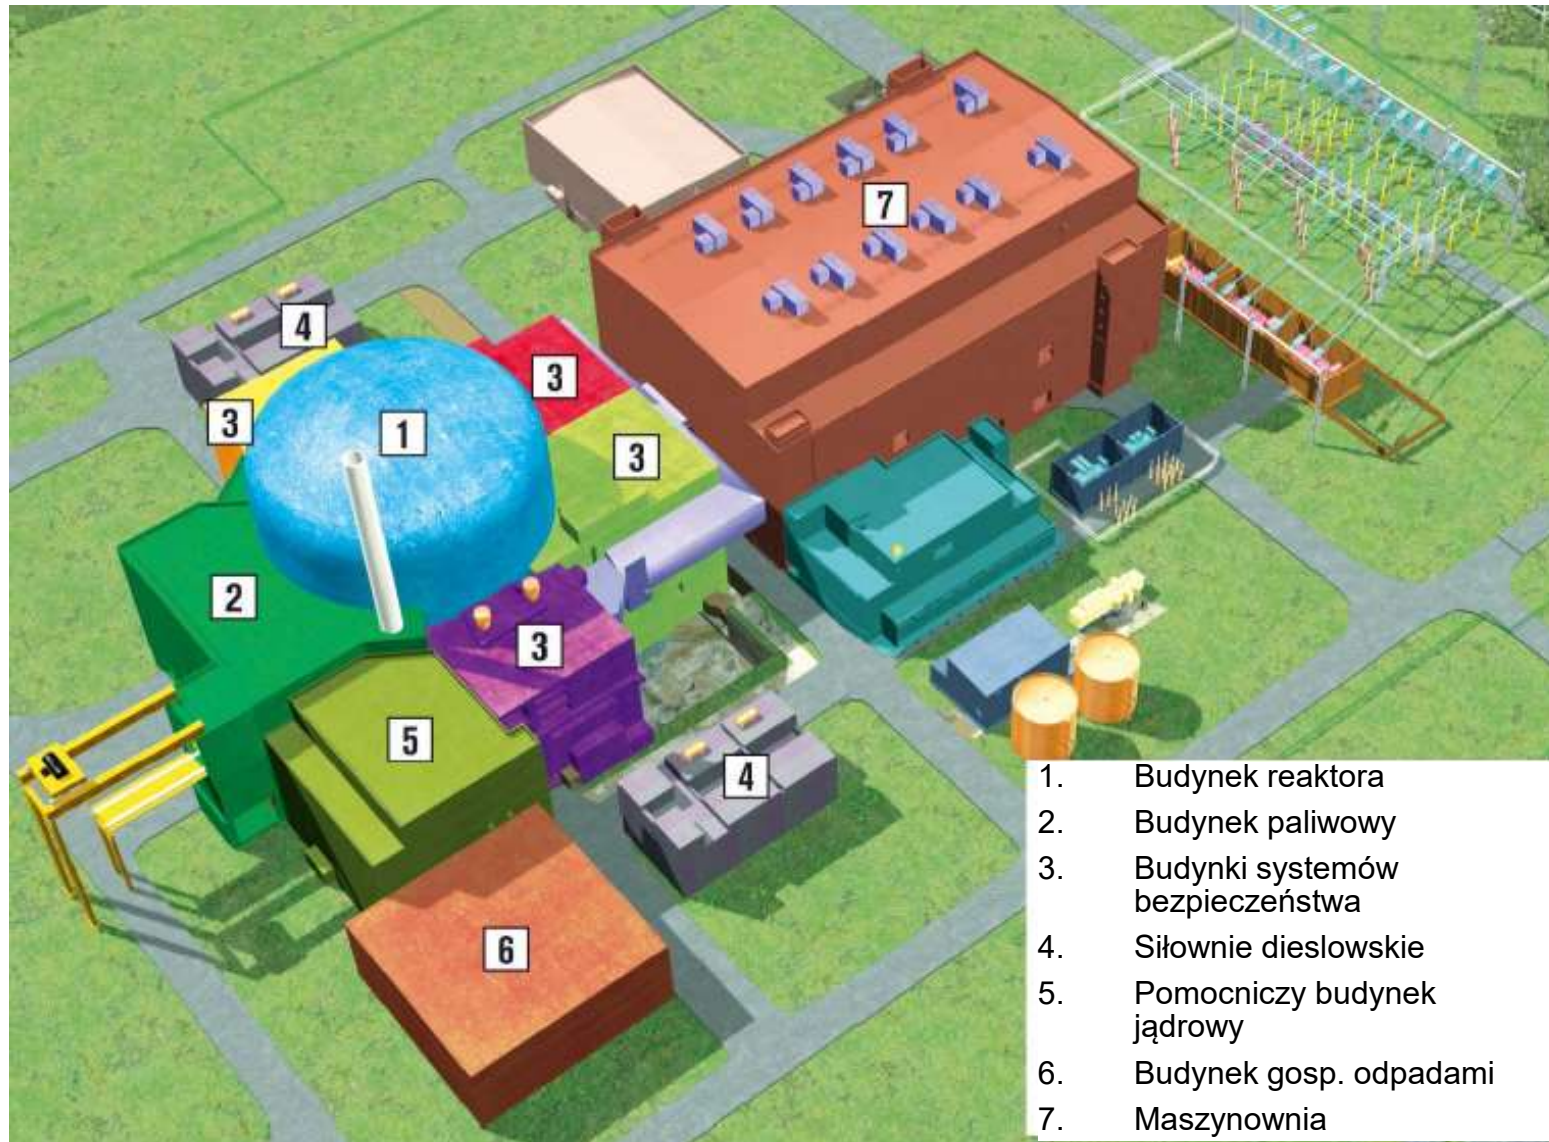 7
4
3
3
1
3
2
3
5
4
6
1. Budynek reaktora
2. Budynek paliwowy
3. Budynki systemów
bezpieczeństwa
4. Siłownie dieslowskie
5. Pomocniczy budynek
jądrowy
6. Budynek gosp. odpadami
7. Maszynownia